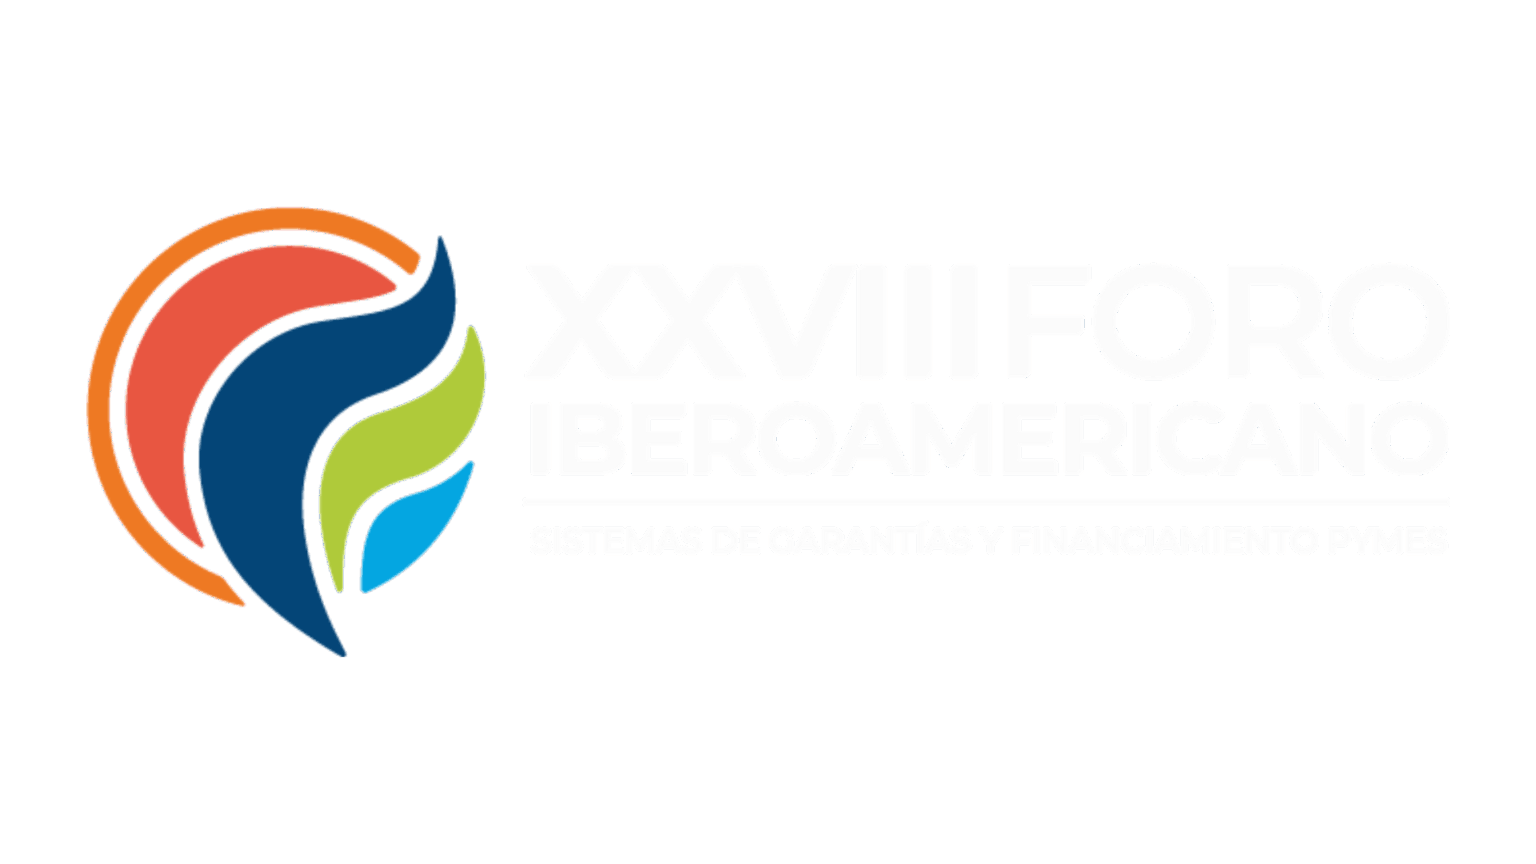 XXVIII FORO
IBEROAMERICANO
SISTEMAS DE GARANTÍAS Y FINANCIAMIENTO PYMES